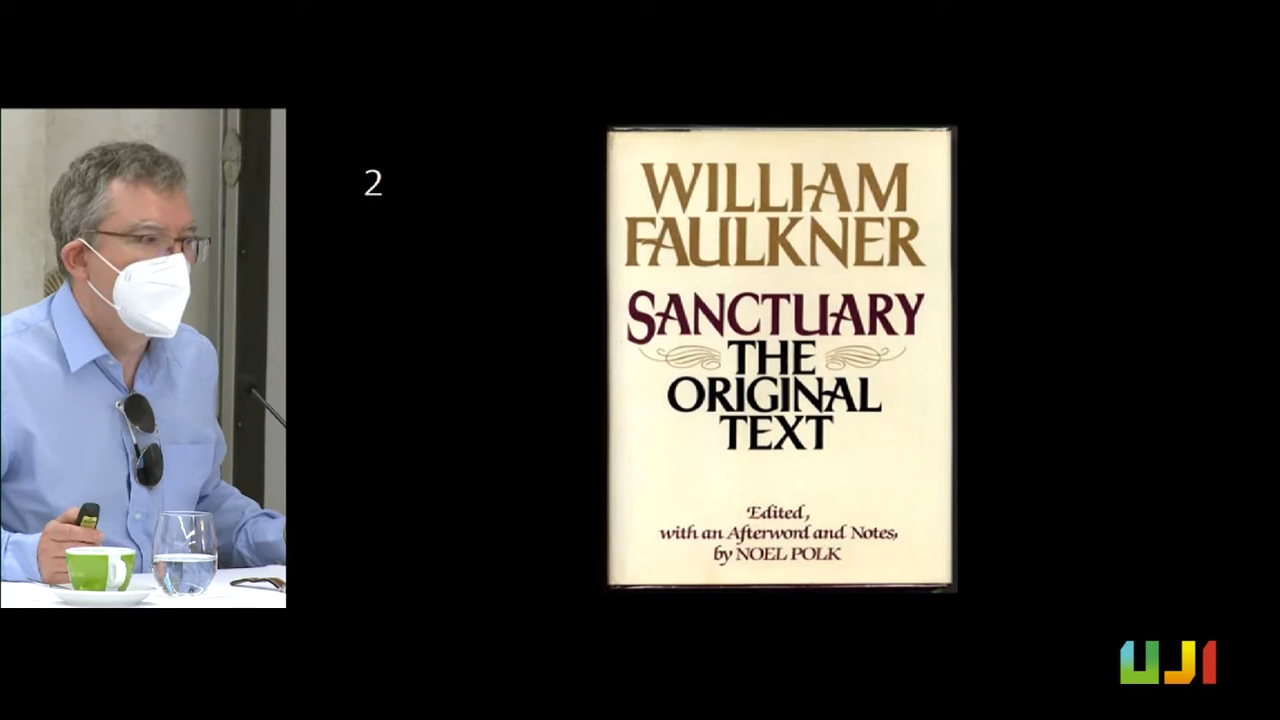 2
WILLIAM
FAULKNER
SANCTUARY
THE
ORIGINAL
TEXT
Edited,
with an Afterword and Notes,
by NOEL POLK
UJI